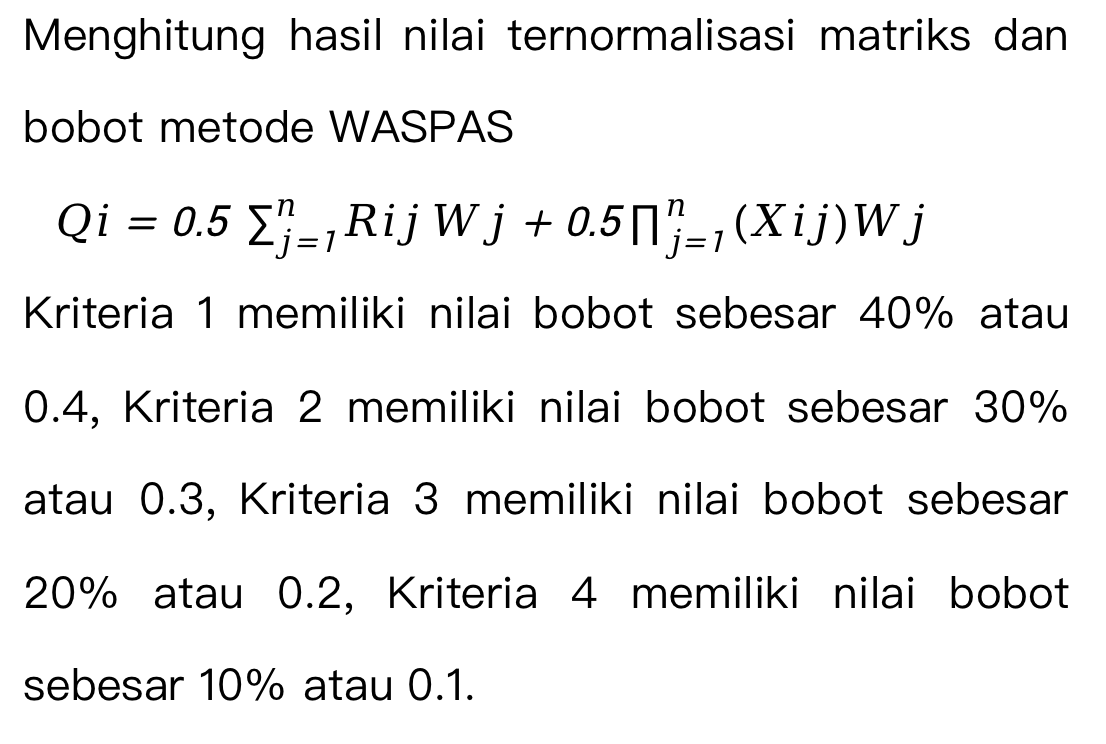 Menghitung hasil nilai ternormalisasi matriks dan
bobot metode WASPAS
Qi = 0.5 ∑ⁿⱼ₌₁ Rij Wj + 0.5 ∏ⁿⱼ₌₁ (Xij)Wj
Kriteria 1 memiliki nilai bobot sebesar 40% atau
0.4, Kriteria 2 memiliki nilai bobot sebesar 30%
atau 0.3, Kriteria 3 memiliki nilai bobot sebesar
20% atau 0.2, Kriteria 4 memiliki nilai bobot
sebesar 10% atau 0.1.